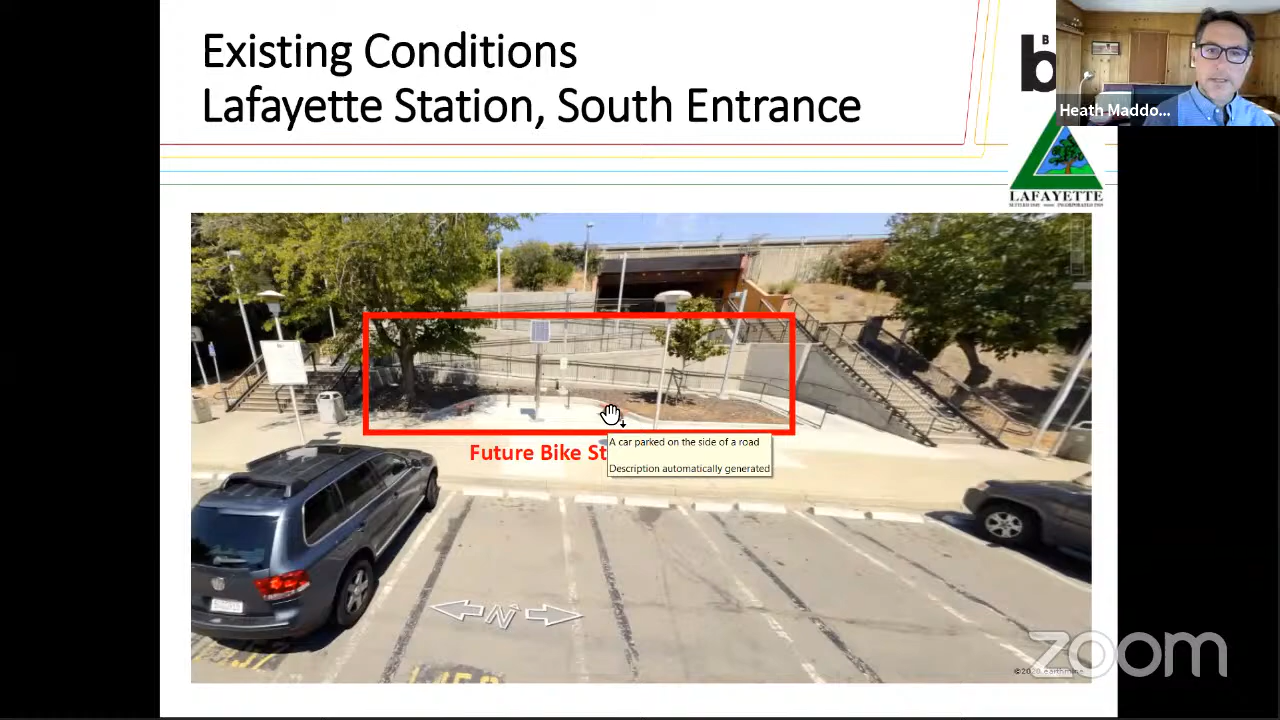 Existing Conditions
Lafayette Station, South Entrance
Heath Maddo...
LAFAYETTE
Future Bike St
A car parked on the side of a road
Description automatically generated
N
zoom